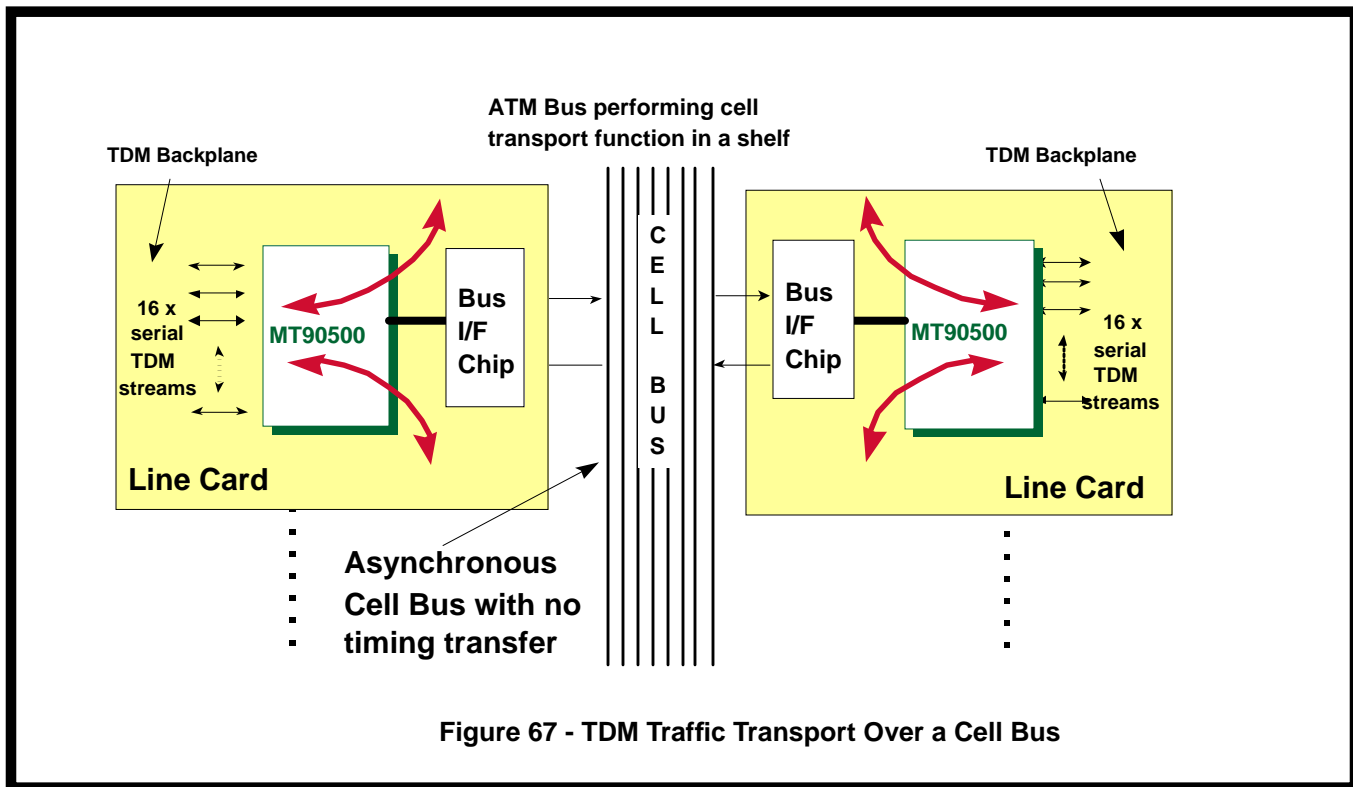 ATM Bus performing cell
transport function in a shelf
TDM Backplane
TDM Backplane
16 x
serial
TDM
streams
MT90500
Bus
I/F
Chip
Line Card
CELL BUS
Bus
I/F
Chip
MT90500
16 x
serial
TDM
streams
Line Card
Asynchronous
Cell Bus with no
timing transfer
Figure 67 - TDM Traffic Transport Over a Cell Bus